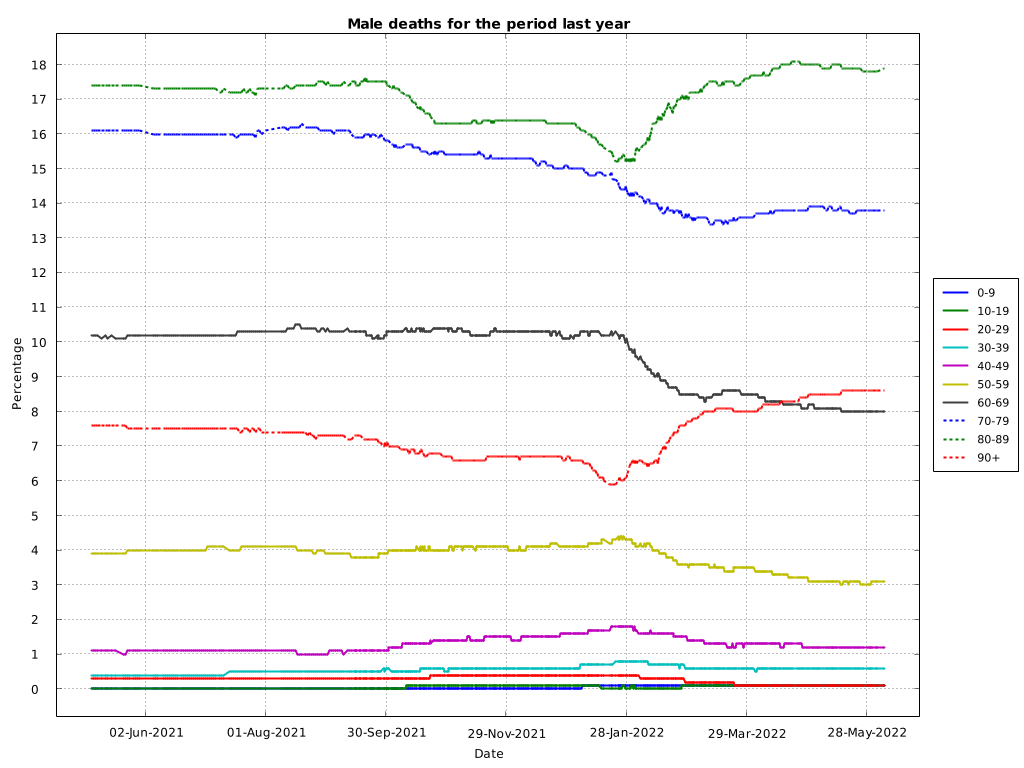 Male deaths for the period last year
Percentage
18
17
16
15
14
13
12
11
10
9
8
7
6
5
4
3
2
1
0
02-Jun-2021
01-Aug-2021
30-Sep-2021
29-Nov-2021
28-Jan-2022
29-Mar-2022
28-May-2022
Date
0-9
10-19
20-29
30-39
40-49
50-59
60-69
70-79
80-89
90+